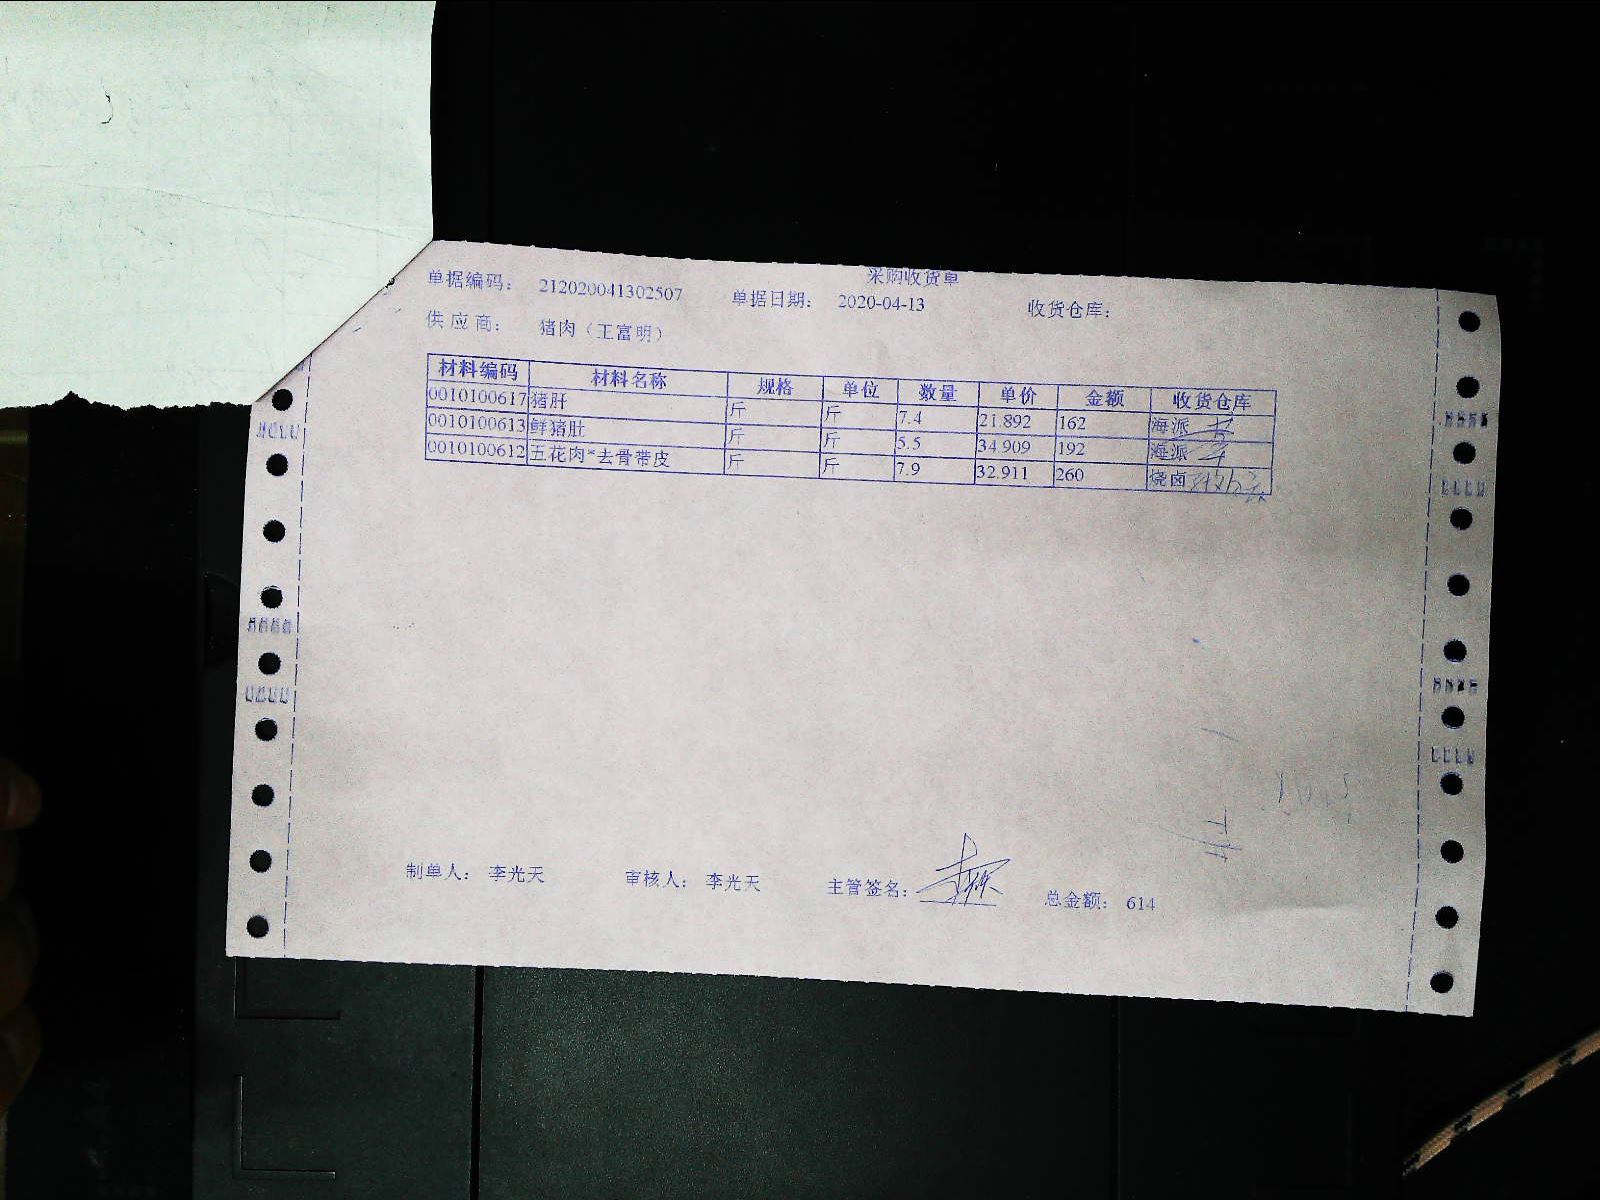 采购收货单
单据编码： 212020041302507 单据日期： 2020-04-13 收货仓库：
供应商： 猪肉（王富明）
材料编码 材料名称 规格 单位 数量 单价 金额 收货仓库
0010100617 猪肝 斤 斤 7.4 21.892 162 海派
0010100613 鲜猪肚 斤 斤 5.5 34.909 192 海派
0010100612 五花肉*去骨带皮 斤 斤 7.9 32.911 260 烧卤
制单人： 李光天 审核人： 李光天 主管签名： 总金额： 614